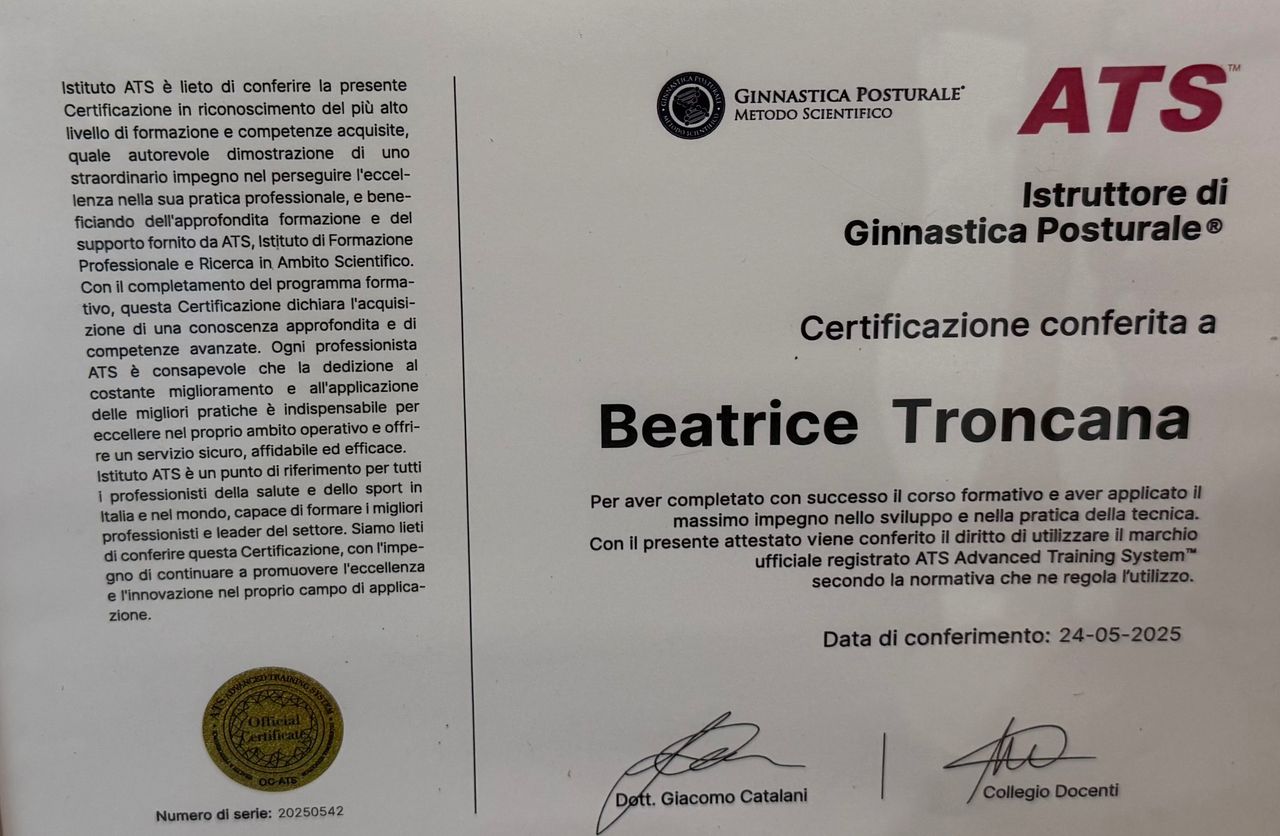 Istituto ATS è lieto di conferire la presente
Certificazione in riconoscimento del più alto
livello di formazione e competenze acquisite,
quale autorevole dimostrazione di uno
straordinario impegno nel perseguire l'eccel-
lenza nella sua pratica professionale, e bene-
ficiando dell'approfondita formazione e del
supporto fornito da ATS, Istituto di Formazione
Professionale e Ricerca in Ambito Scientifico.
Con il completamento del programma forma-
tivo, questa Certificazione dichiara l'acquisi-
zione di una conoscenza approfondita e di
competenze avanzate. Ogni professionista
ATS è consapevole che la dedizione al
costante miglioramento e all'applicazione
delle migliori pratiche è indispensabile per
eccellere nel proprio ambito operativo e offri-
re un servizio sicuro, affidabile ed efficace.
Istituto ATS è un punto di riferimento per tutti
i professionisti della salute e dello sport in
Italia e nel mondo, capace di formare i migliori
professionisti e leader del settore. Siamo lieti
di conferire questa Certificazione, con l'impe-
gno di continuare a promuovere l'eccellenza
e l'innovazione nel proprio campo di applica-
zione.
ATS ADVANCED TRAINING SYSTEM
Official
Certificate
OC-ATS
Numero di serie: 20250542
GINNASTICA POSTURALE
METODO SCIENTIFICO
GINNASTICA POSTURALE®
METODO SCIENTIFICO
ATS™
Istruttore di
Ginnastica Posturale®
Certificazione conferita a
Beatrice Troncana
Per aver completato con successo il corso formativo e aver applicato il
massimo impegno nello sviluppo e nella pratica della tecnica.
Con il presente attestato viene conferito il diritto di utilizzare il marchio
ufficiale registrato ATS Advanced Training System™
secondo la normativa che ne regola l'utilizzo.
Data di conferimento: 24-05-2025
Dott. Giacomo Catalani
Collegio Docenti